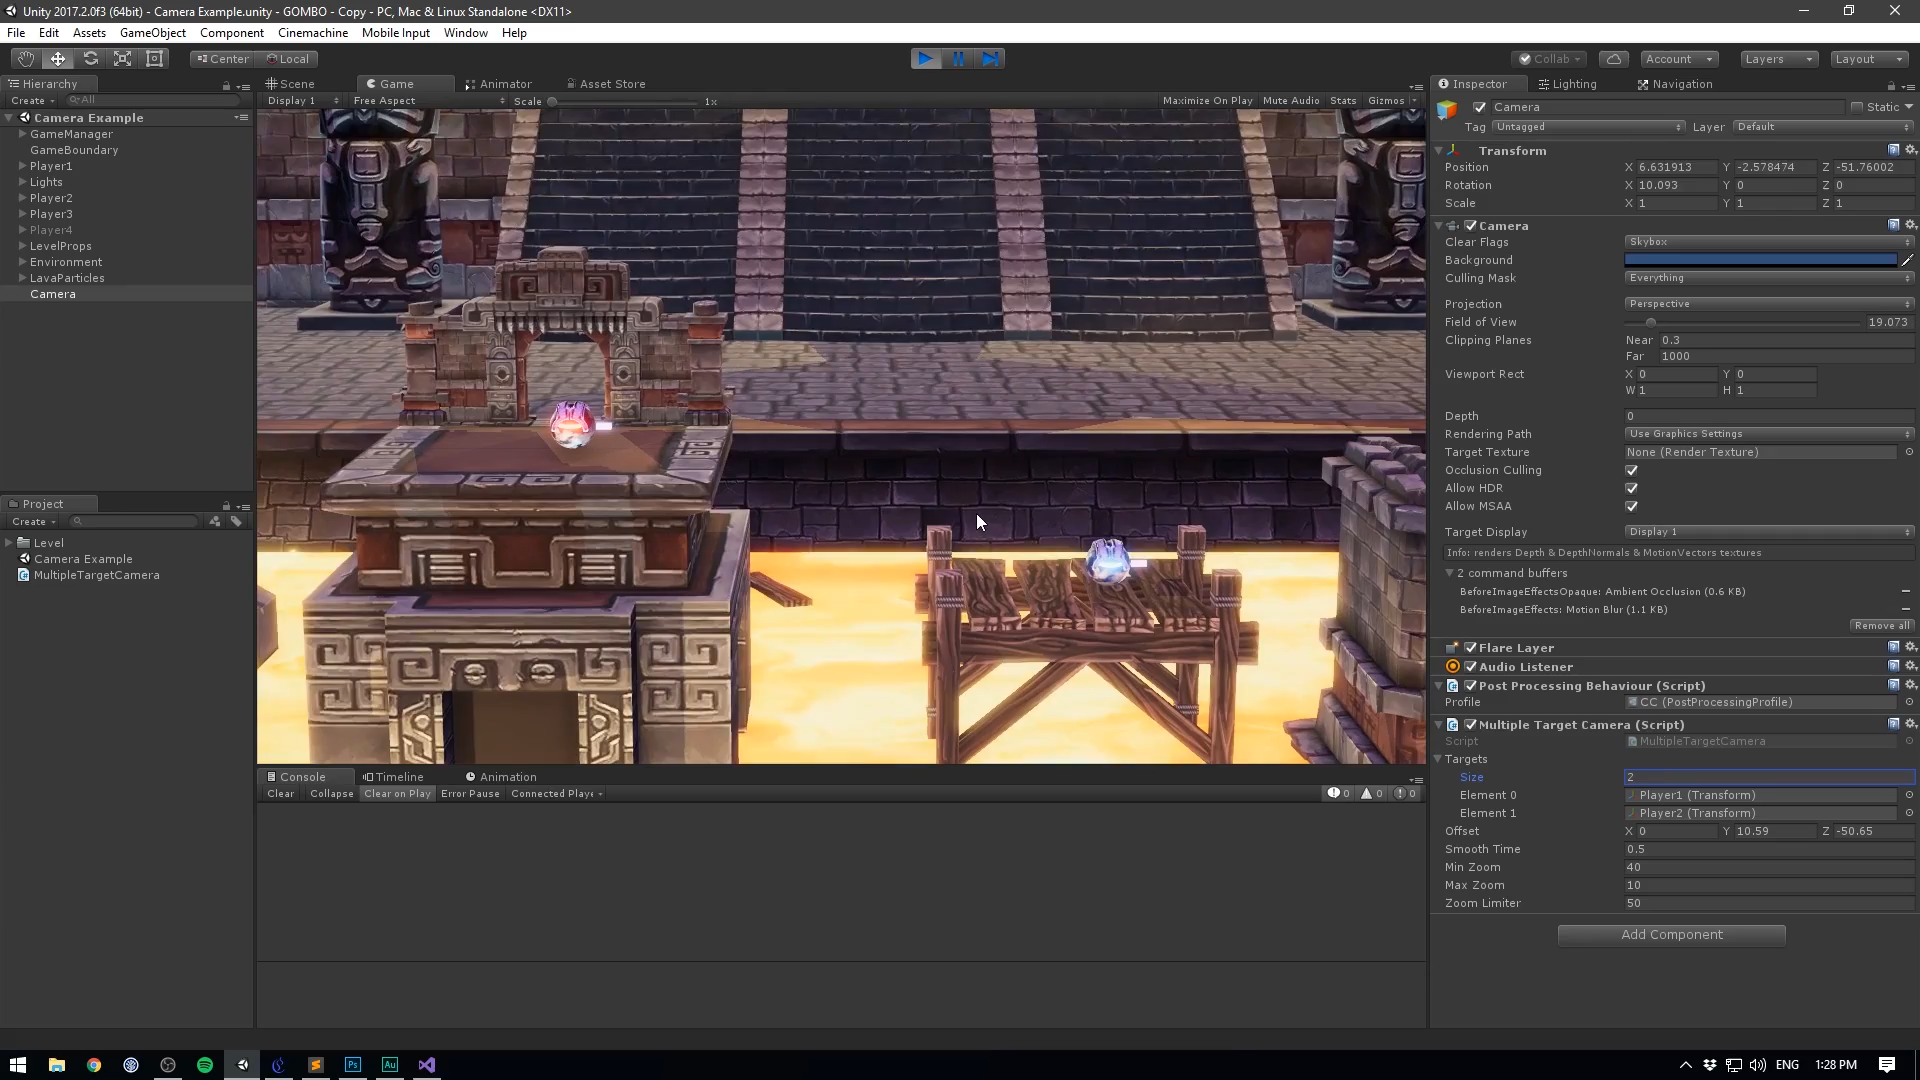 Unity 2017.2.0f3 (64bit) - Camera Example.unity - GOMBO - Copy - PC, Mac & Linux Standalone <DX11>
File Edit Assets GameObject Component Cinemachine Mobile Input Window Help
Center Local Collab Account Layers Layout
Hierarchy
Create All
Camera Example
GameManager
GameBoundary
Player1
Lights
Player2
Player3
Player4
LevelProps
Environment
LavaParticles
Camera
Project
Create
Level
Camera Example
MultipleTargetCamera
Scene Game Animator Asset Store
Display 1 Free Aspect Scale 1x Maximize On Play Mute Audio Stats Gizmos
Console Timeline Animation
Clear Collapse Clear on Play Error Pause Connected Playe 0 0 0
Inspector Lighting Navigation
Camera Static
Tag Untagged Layer Default
Transform
Position X 6.631913 Y -2.578474 Z -51.76002
Rotation X 10.093 Y 0 Z 0
Scale X 1 Y 1 Z 1
Camera
Clear Flags Skybox
Background
Culling Mask Everything
Projection Perspective
Field of View 19.073
Clipping Planes Near 0.3
Far 1000
Viewport Rect X 0 Y 0
W 1 H 1
Depth 0
Rendering Path Use Graphics Settings
Target Texture None (Render Texture)
Occlusion Culling
Allow HDR
Allow MSAA
Target Display Display 1
Info: renders Depth & DepthNormals & MotionVectors textures
2 command buffers
BeforeImageEffectsOpaque: Ambient Occlusion (0.6 KB)
BeforeImageEffects: Motion Blur (1.1 KB)
Remove all
Flare Layer
Audio Listener
Post Processing Behaviour (Script)
Profile CC (PostProcessingProfile)
Multiple Target Camera (Script)
Script MultipleTargetCamera
Targets
Size 2
Element 0 Player1 (Transform)
Element 1 Player2 (Transform)
Offset X 0 Y 10.59 Z -50.65
Smooth Time 0.5
Min Zoom 40
Max Zoom 10
Zoom Limiter 50
Add Component
Ps Au ENG 1:28 PM